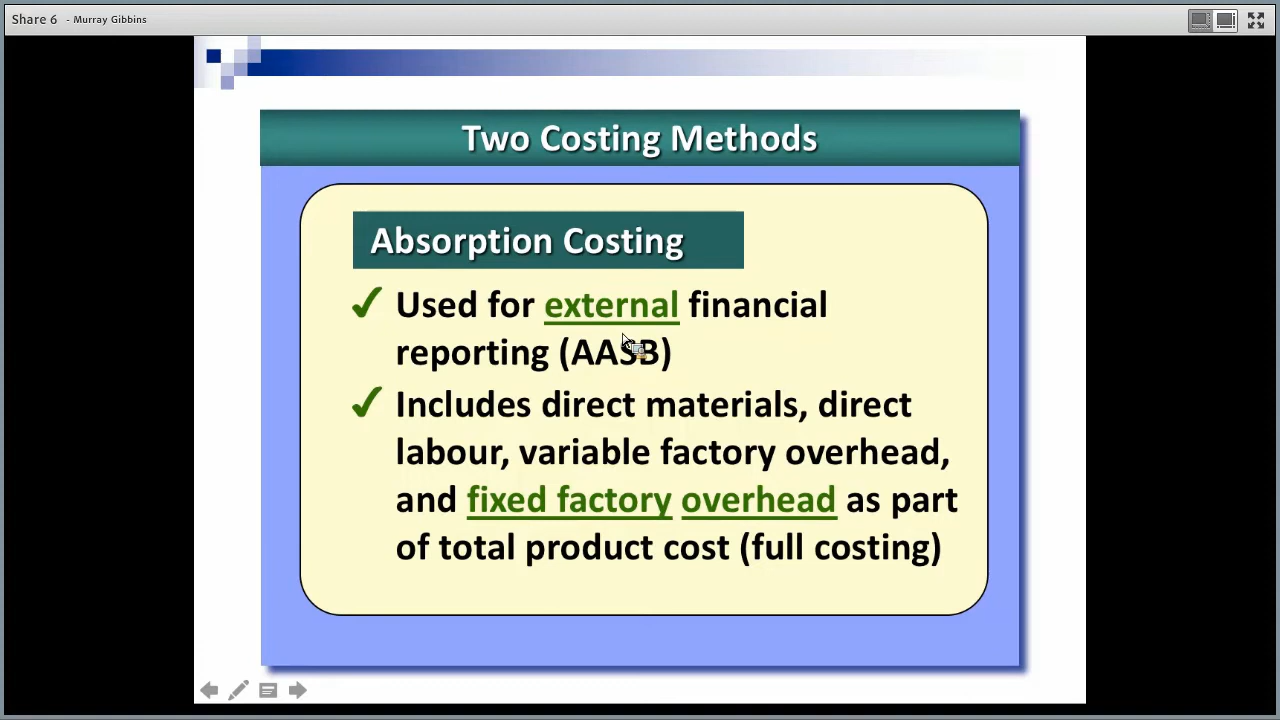 Share 6 - Murray Gibbins
Two Costing Methods
Absorption Costing
✓ Used for external financial
reporting (AASB)
✓ Includes direct materials, direct
labour, variable factory overhead,
and fixed factory overhead as part
of total product cost (full costing)